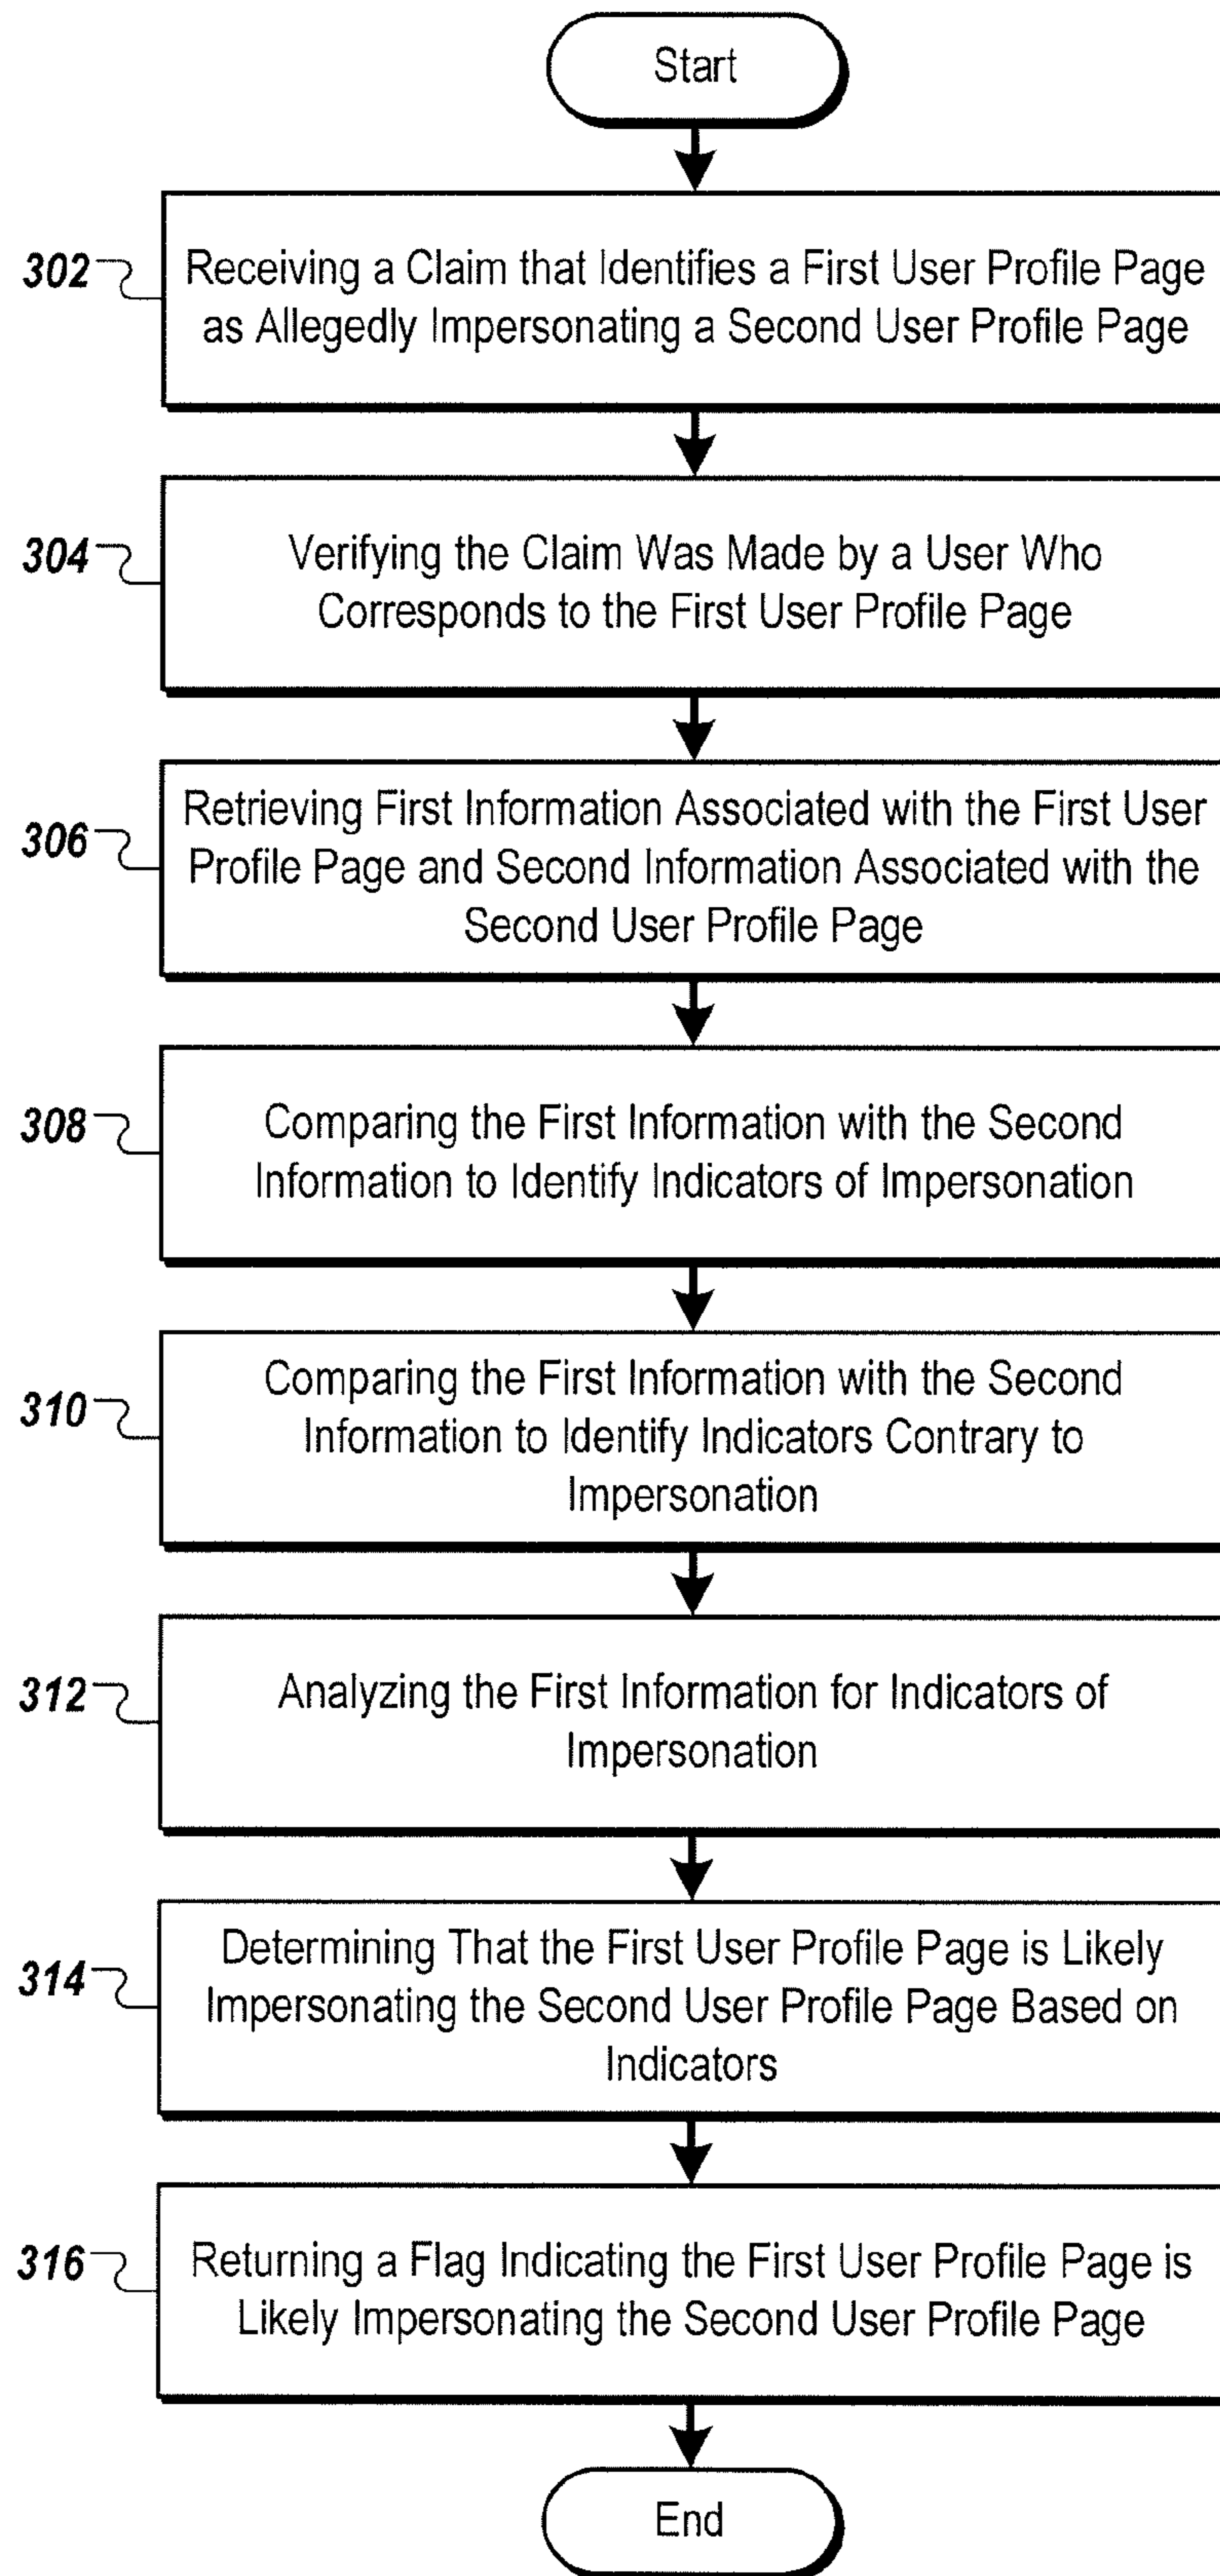 Start
302
Receiving a Claim that Identifies a First User Profile Page
as Allegedly Impersonating a Second User Profile Page
304
Verifying the Claim Was Made by a User Who
Corresponds to the First User Profile Page
306
Retrieving First Information Associated with the First User
Profile Page and Second Information Associated with the
Second User Profile Page
308
Comparing the First Information with the Second
Information to Identify Indicators of Impersonation
310
Comparing the First Information with the Second
Information to Identify Indicators Contrary to
Impersonation
312
Analyzing the First Information for Indicators of
Impersonation
314
Determining That the First User Profile Page is Likely
Impersonating the Second User Profile Page Based on
Indicators
316
Returning a Flag Indicating the First User Profile Page is
Likely Impersonating the Second User Profile Page
End